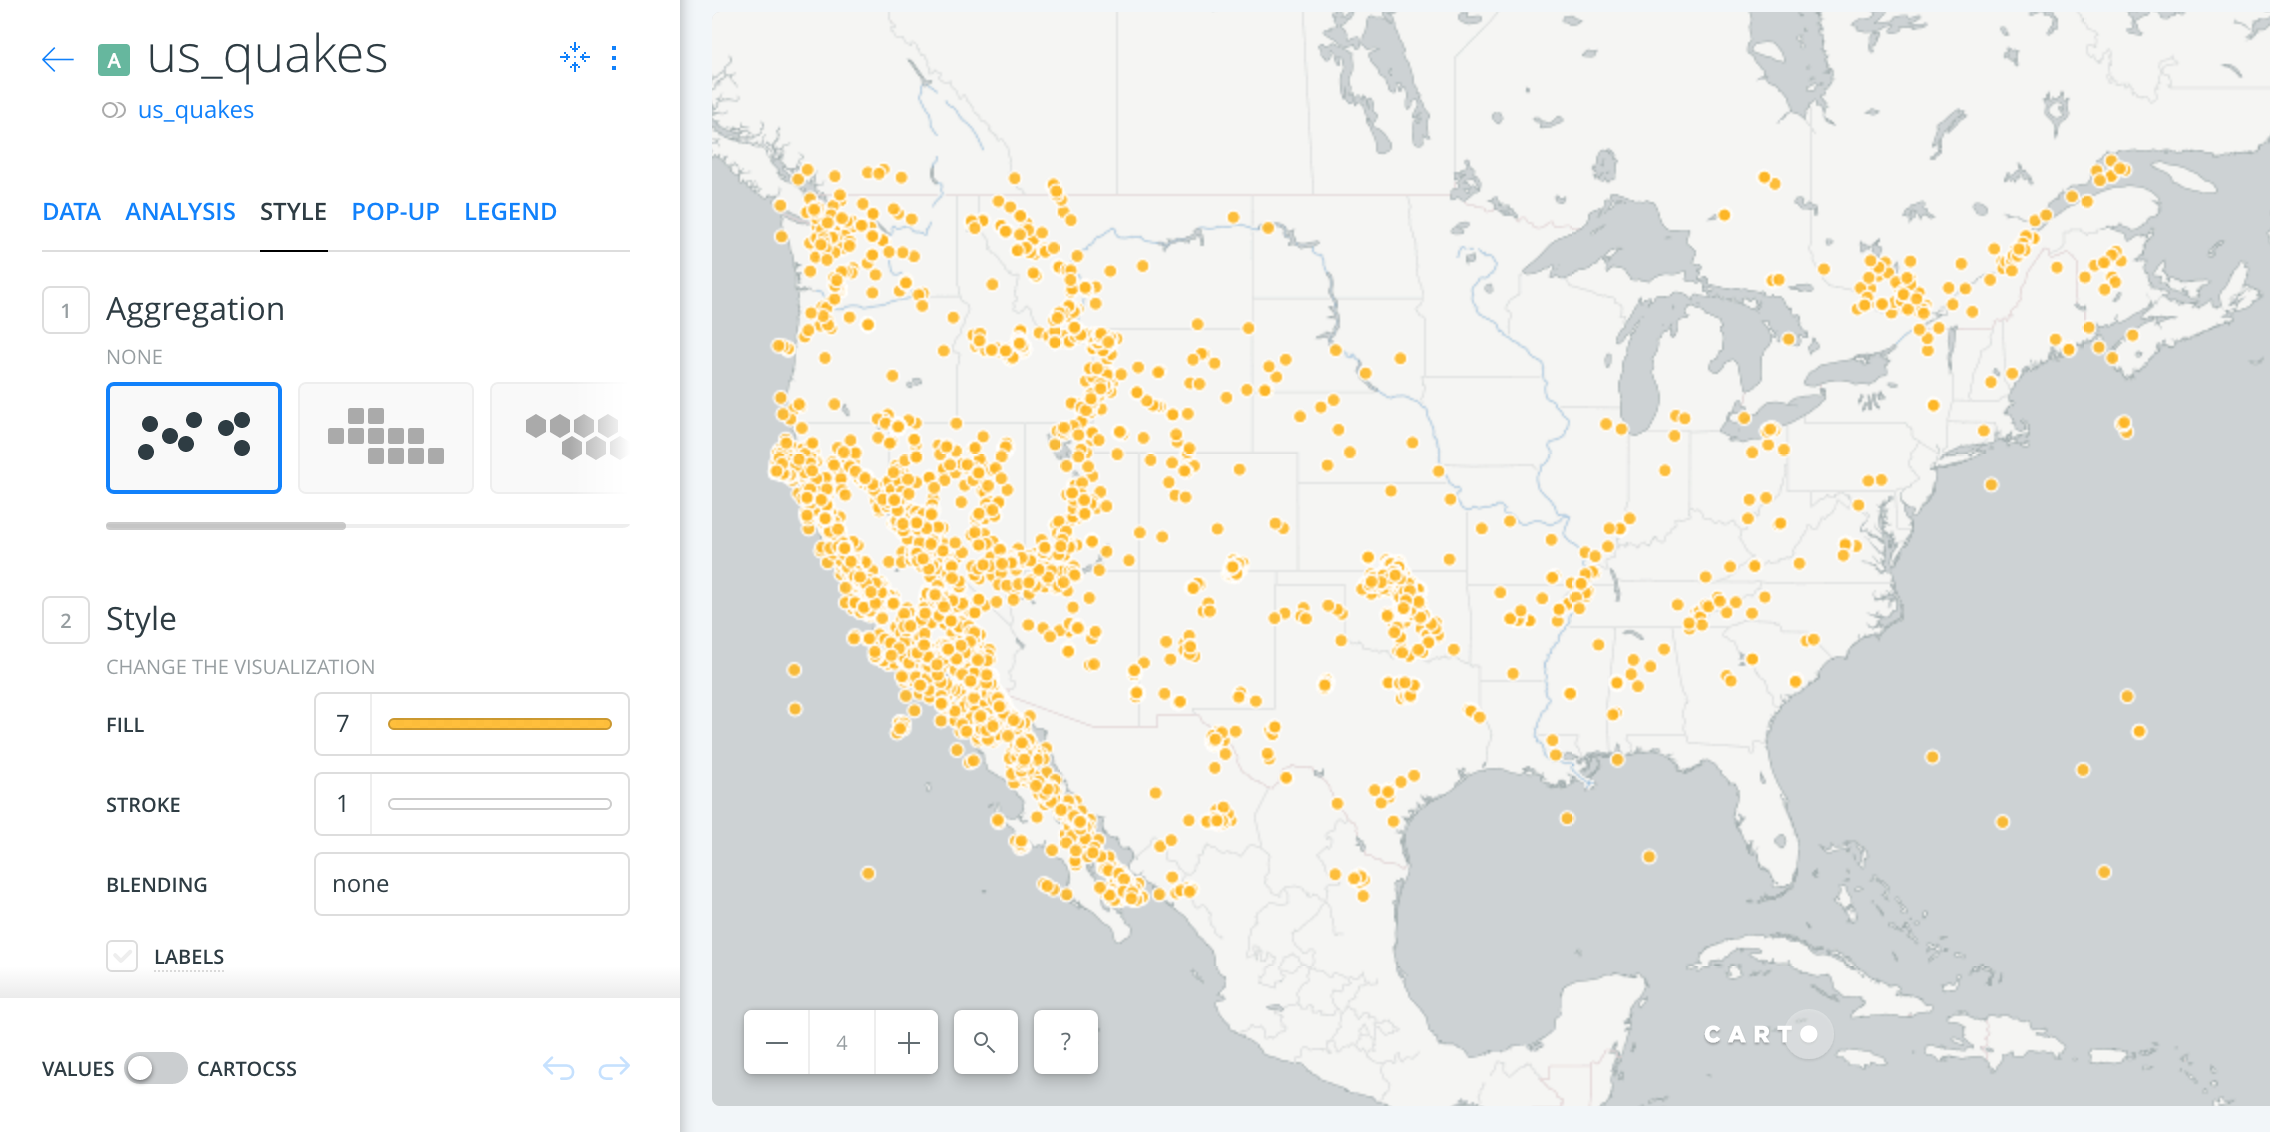 A us_quakes
us_quakes
DATA ANALYSIS STYLE POP-UP LEGEND
1 Aggregation
NONE
2 Style
CHANGE THE VISUALIZATION
FILL 7
STROKE 1
BLENDING none
LABELS
VALUES CARTOCSS
4 ?
CARTO